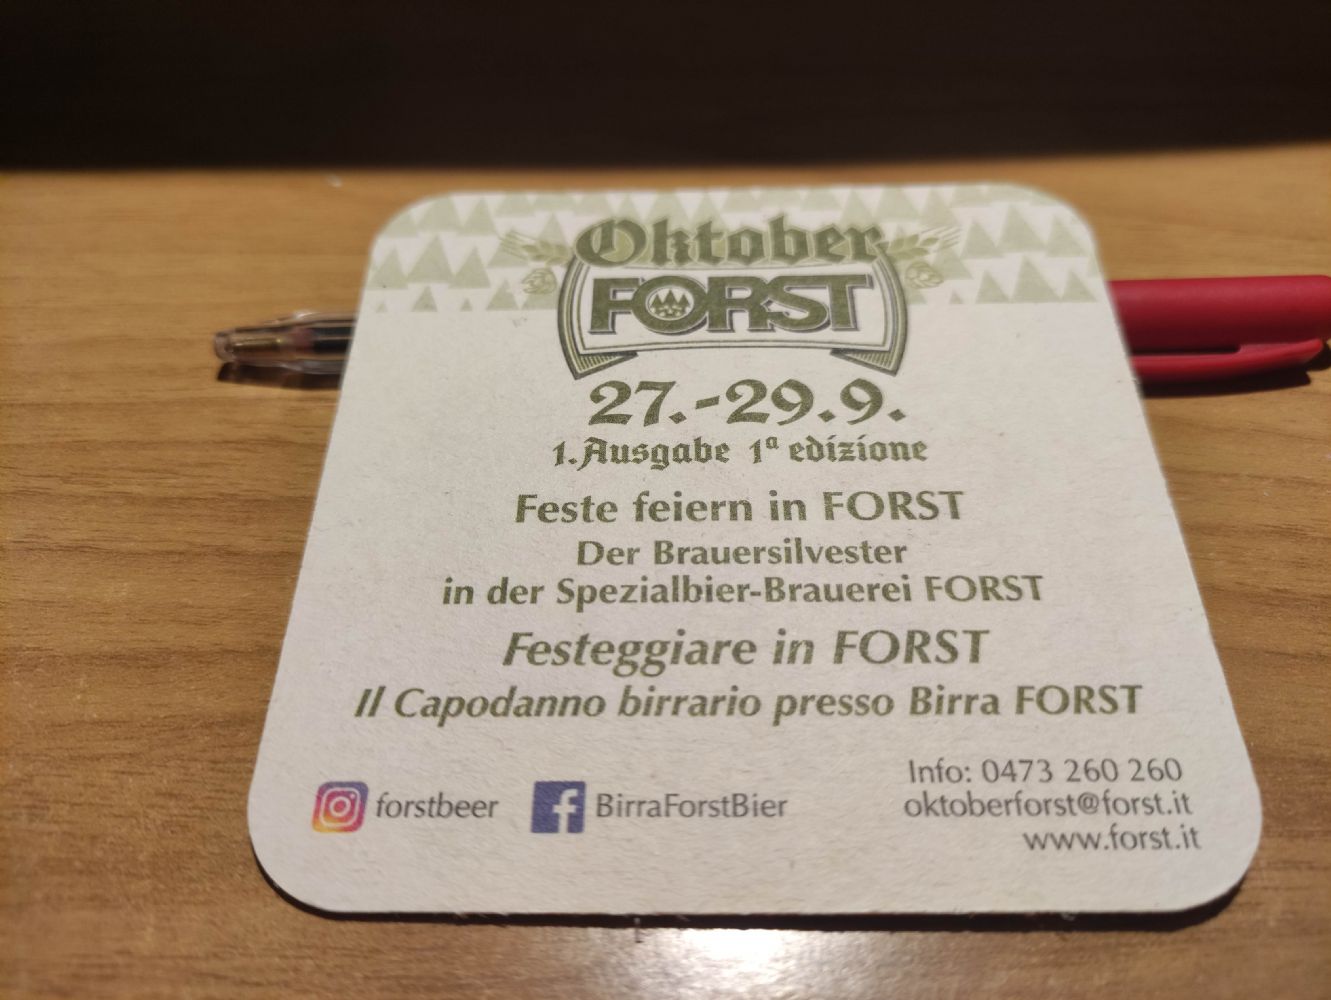 Oktober
FORST
27.-29.9.
1. Ausgabe 1ª edizione
Feste feiern in FORST
Der Brauersilvester
in der Spezialbier-Brauerei FORST
Festeggiare in FORST
Il Capodanno birrario presso Birra FORST
forstbeer BirraForstBier
Info: 0473 260 260
oktoberforst@forst.it
www.forst.it